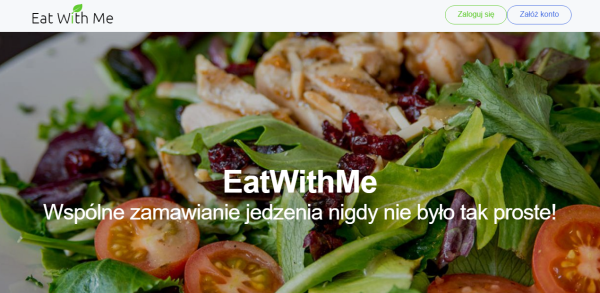 Eat With Me
Zaloguj się
Załóż konto
EatWithMe
Wspólne zamawianie jedzenia nigdy nie było tak proste!